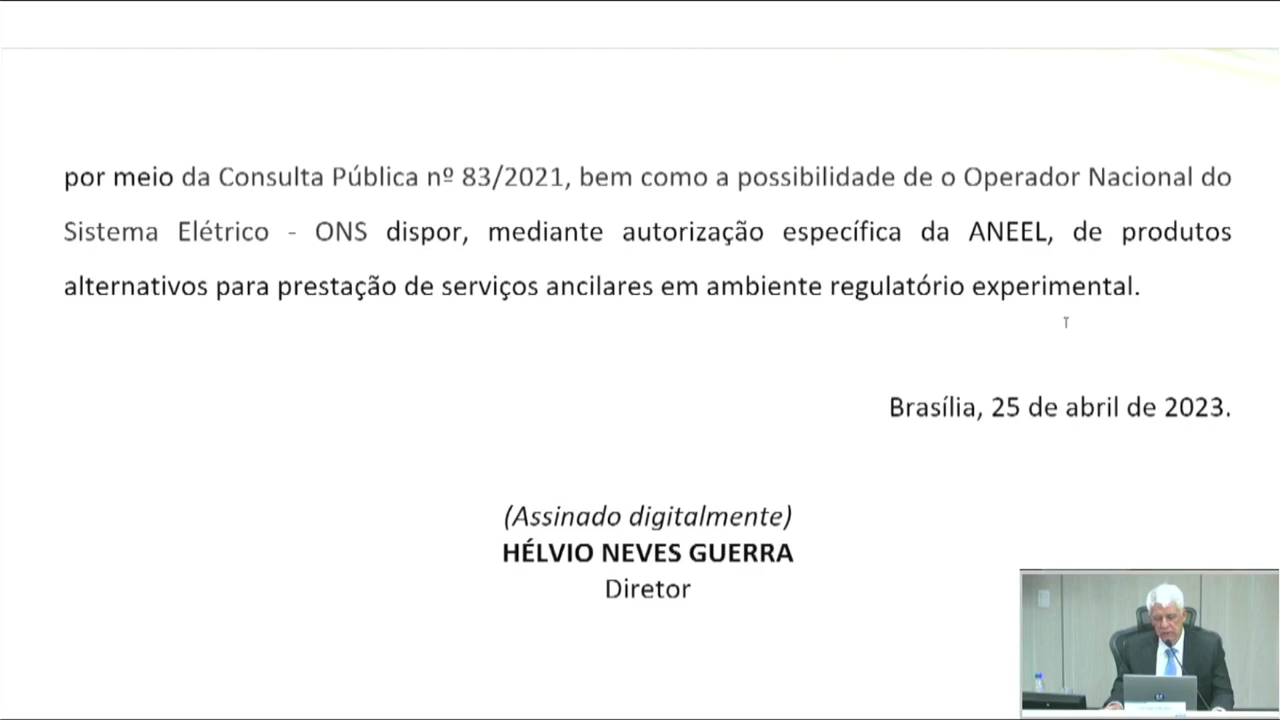 por meio da Consulta Pública nº 83/2021, bem como a possibilidade de o Operador Nacional do
Sistema Elétrico - ONS dispor, mediante autorização específica da ANEEL, de produtos
alternativos para prestação de serviços ancilares em ambiente regulatório experimental.
Brasília, 25 de abril de 2023.
(Assinado digitalmente)
HÉLVIO NEVES GUERRA
Diretor